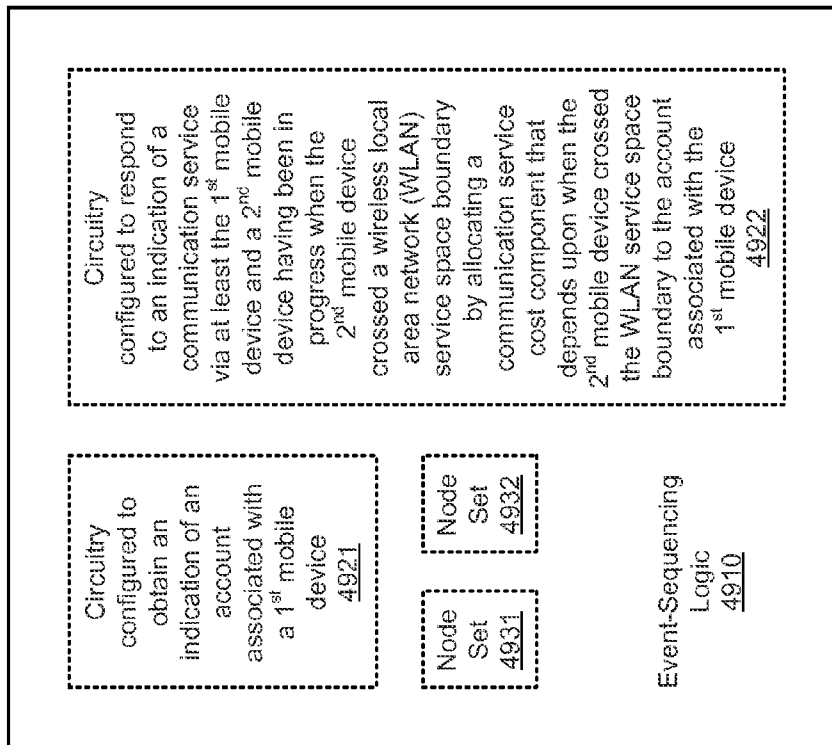 Circuitry
configured to
obtain an
indication of an
account
associated with
a 1st mobile
device
4921
Circuitry
configured to respond
to an indication of a
communication service
via at least the 1st mobile
device and a 2nd mobile
device having been in
progress when the
2nd mobile device
crossed a wireless local
area network (WLAN)
service space boundary
by allocating a
communication service
cost component that
depends upon when the
2nd mobile device crossed
the WLAN service space
boundary to the account
associated with the
1st mobile device
4922
Node
Set
4931
Node
Set
4932
Event-Sequencing
Logic
4910